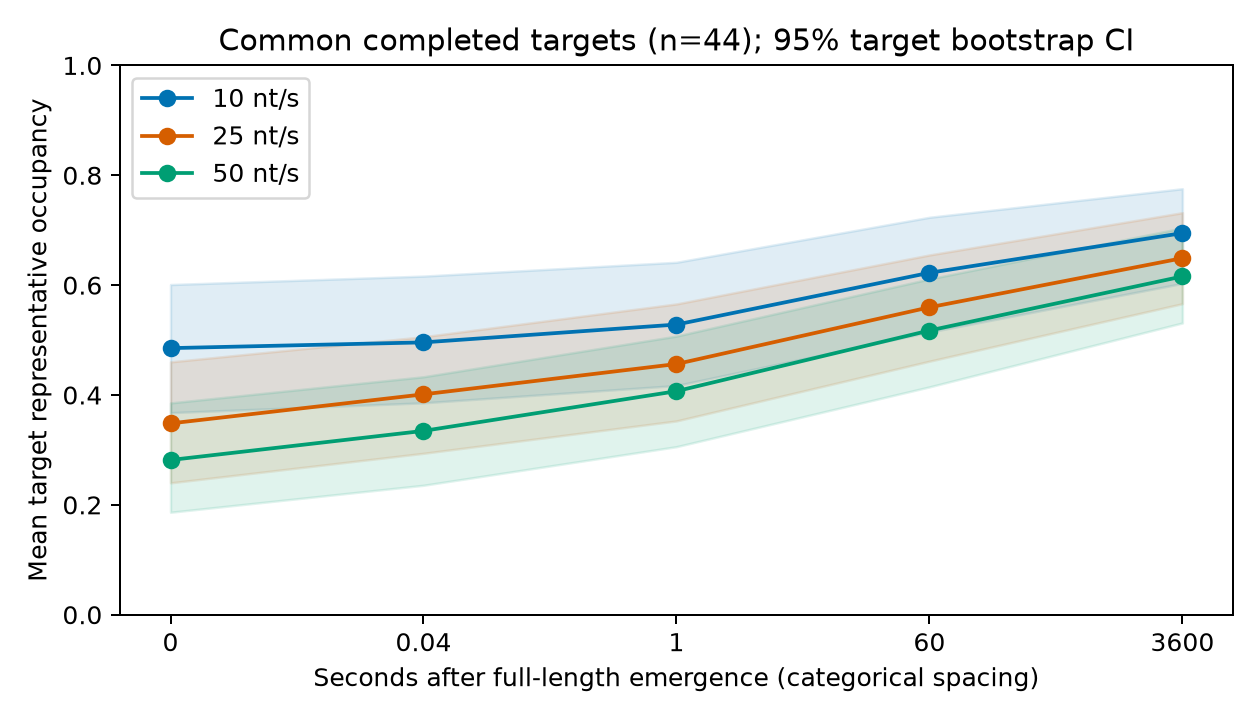 Common completed targets (n=44); 95% target bootstrap CI
10 nt/s
25 nt/s
50 nt/s
Mean target representative occupancy
1.0
0.8
0.6
0.4
0.2
0.0
0 0.04 1 60 3600
Seconds after full-length emergence (categorical spacing)